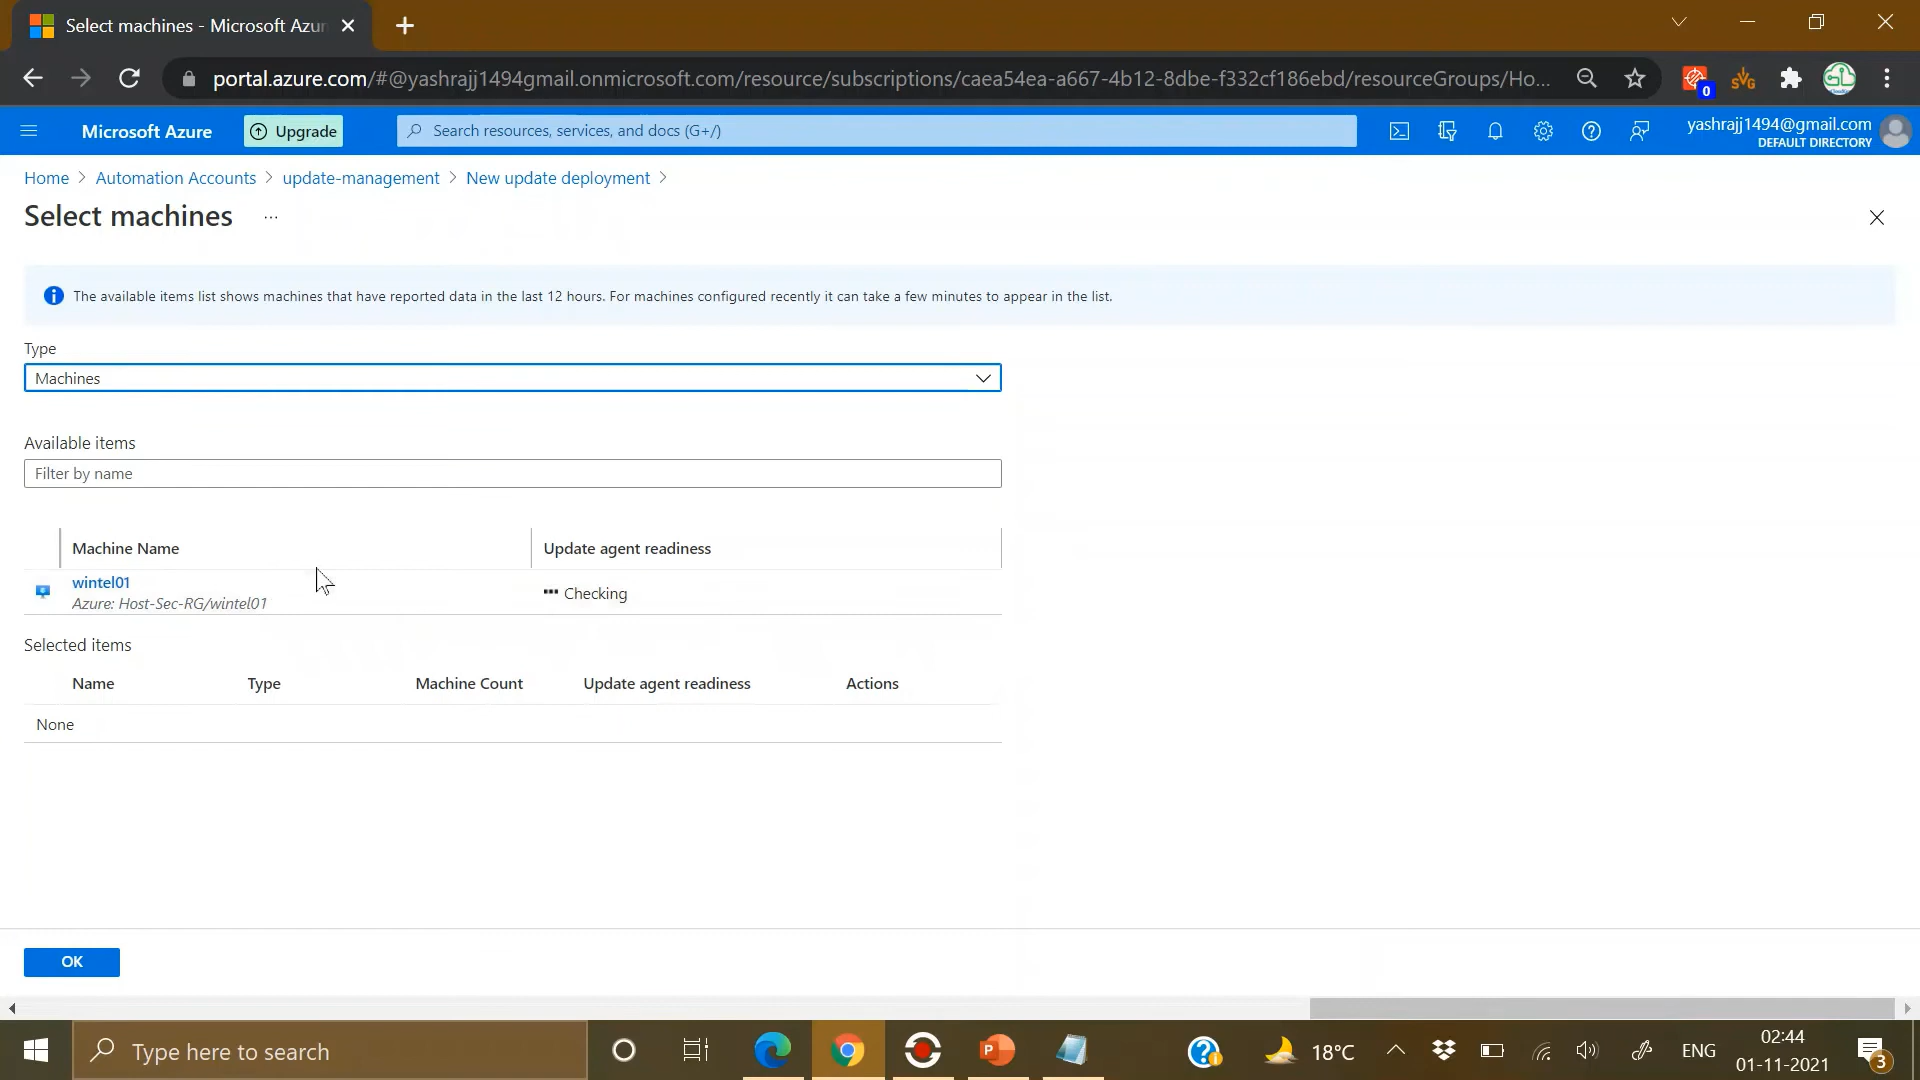 Select machines - Microsoft Azur
portal.azure.com/#@yashrajj1494gmail.onmicrosoft.com/resource/subscriptions/caea54ea-a667-4b12-8dbe-f332cf186ebd/resourceGroups/Ho...
0
Microsoft Azure
Upgrade
Search resources, services, and docs (G+/)
yashrajj1494@gmail.com
DEFAULT DIRECTORY
Home > Automation Accounts > update-management > New update deployment >
Select machines ...
The available items list shows machines that have reported data in the last 12 hours. For machines configured recently it can take a few minutes to appear in the list.
Type
Machines
Available items
Filter by name
Machine Name Update agent readiness
wintel01
Azure: Host-Sec-RG/wintel01
Checking
Selected items
Name Type Machine Count Update agent readiness Actions
None
OK
Type here to search
18°C
ENG
02:44
01-11-2021
3